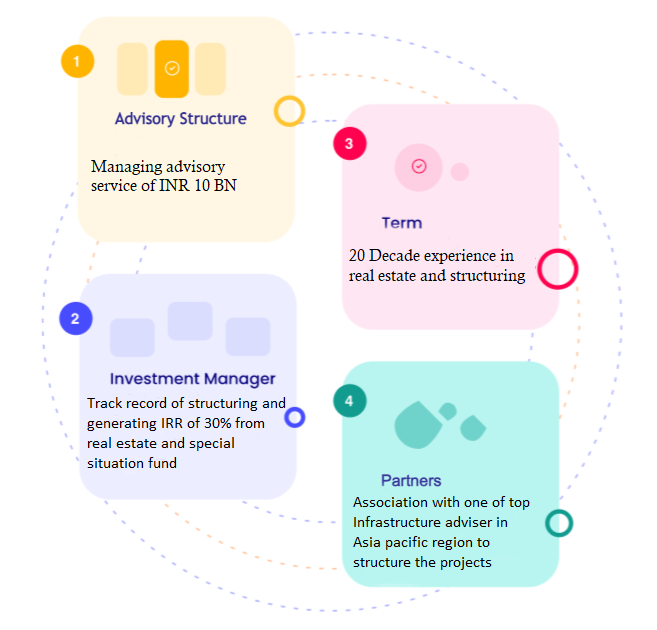 1
Advisory Structure
Managing advisory
service of INR 10 BN
2
Investment Manager
Track record of structuring and
generating IRR of 30% from
real estate and special
situation fund
3
Term
20 Decade experience in
real estate and structuring
4
Partners
Association with one of top
Infrastructure adviser in
Asia pacific region to
structure the projects